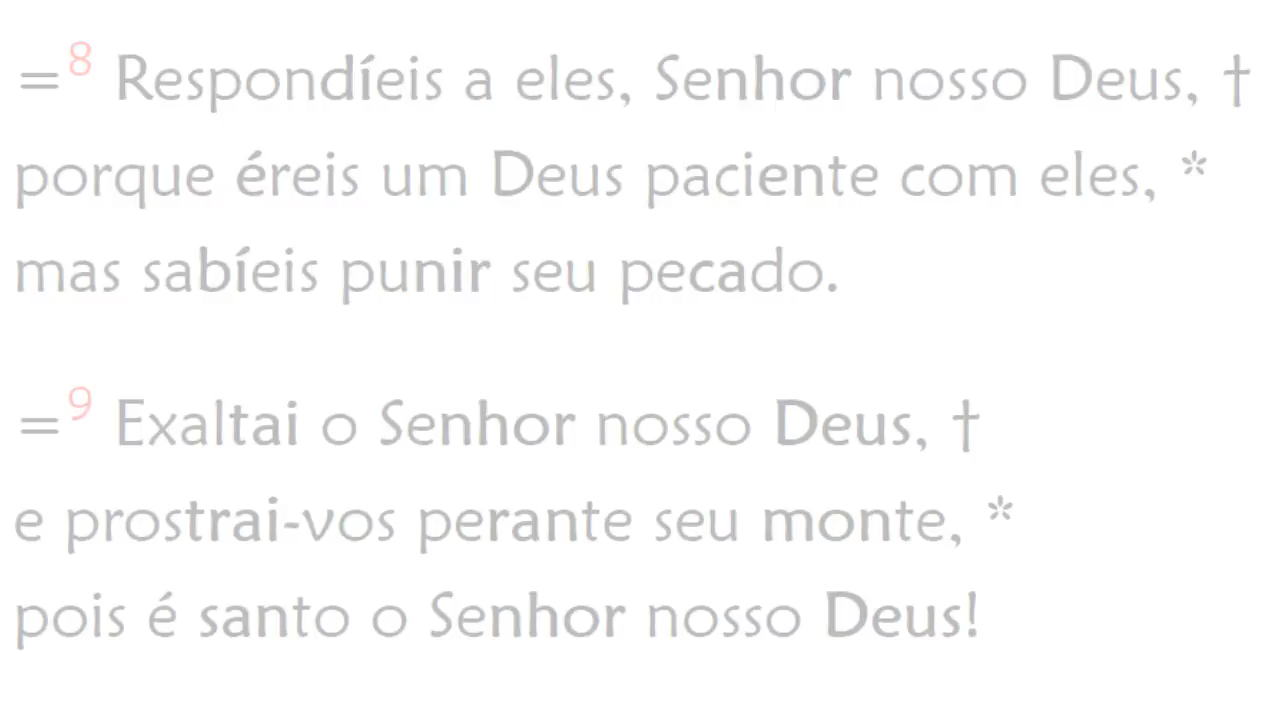 =8 Respondíeis a eles, Senhor nosso Deus, †
porque éreis um Deus paciente com eles, *
mas sabíeis punir seu pecado.
=9 Exaltai o Senhor nosso Deus, †
e prostrai-vos perante seu monte, *
pois é santo o Senhor nosso Deus!